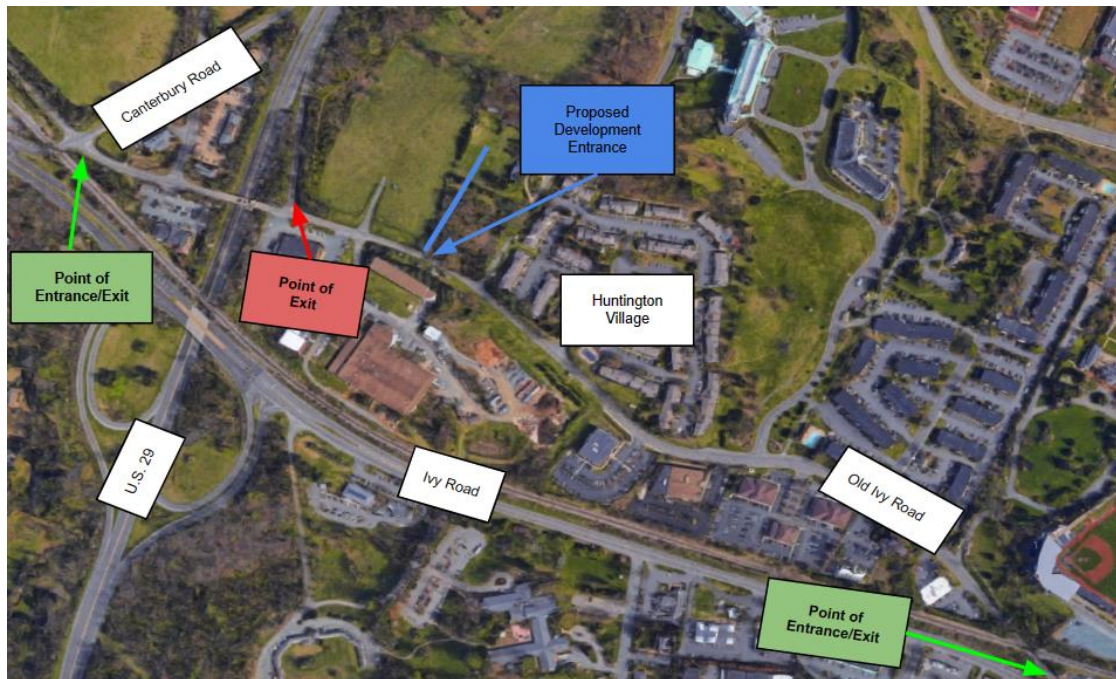 Canterbury Road
Proposed
Development
Entrance
Point of
Entrance/Exit
Point of
Exit
Huntington
Village
U.S. 29
Ivy Road
Old Ivy Road
Point of
Entrance/Exit